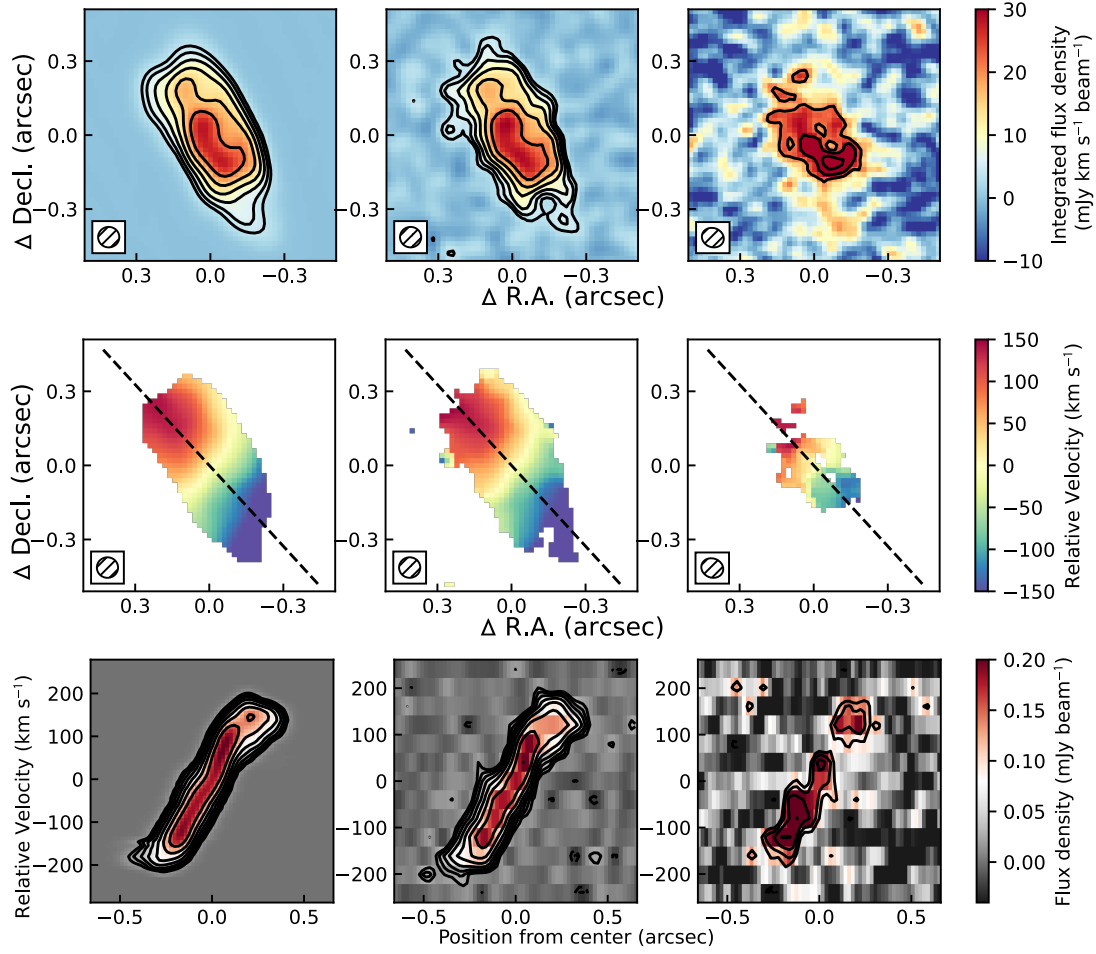 Δ Decl. (arcsec)
0.3
0.0
−0.3
0.3
0.0
−0.3
0.3
0.0
−0.3
0.3 0.0 −0.3
0.3 0.0 −0.3
0.3 0.0 −0.3
Δ R.A. (arcsec)
30
20
10
0
−10
Integrated flux density
(mJy km s⁻¹ beam⁻¹)
Δ Decl. (arcsec)
0.3
0.0
−0.3
0.3
0.0
−0.3
0.3
0.0
−0.3
0.3 0.0 −0.3
0.3 0.0 −0.3
0.3 0.0 −0.3
Δ R.A. (arcsec)
150
100
50
0
−50
−100
−150
Relative Velocity (km s⁻¹)
Relative Velocity (km s⁻¹)
200
100
0
−100
−200
200
100
0
−100
−200
200
100
0
−100
−200
−0.5 0.0 0.5
−0.5 0.0 0.5
−0.5 0.0 0.5
Position from center (arcsec)
0.20
0.15
0.10
0.05
0.00
Flux density (mJy beam⁻¹)